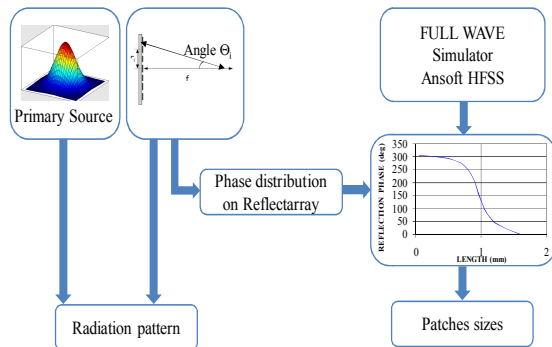 Primary Source
Angle Θi
r i
f
FULL WAVE
Simulator
Ansoft HFSS
Phase distribution
on Reflectarray
REFLECTION PHASE (deg)
350
300
250
200
150
100
50
0
0 1 2
LENGTH (mm)
Radiation pattern
Patches sizes